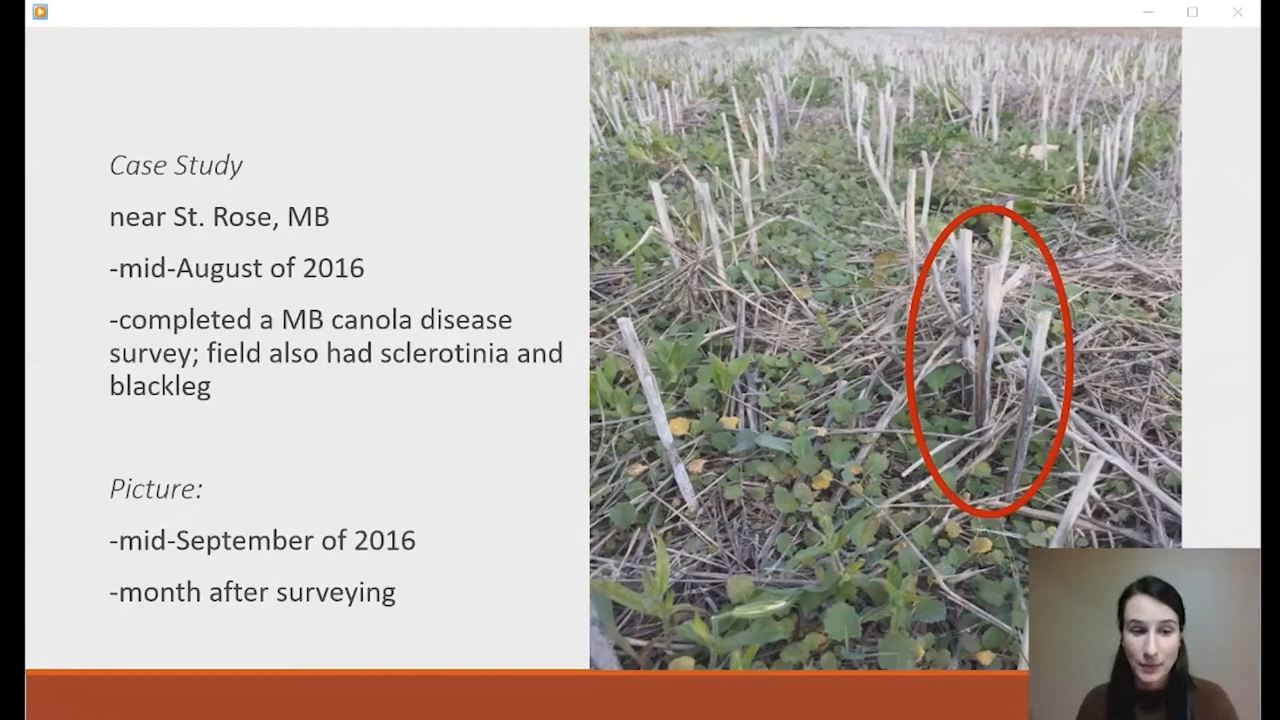 Case Study
near St. Rose, MB
-mid-August of 2016
-completed a MB canola disease
survey; field also had sclerotinia and
blackleg
Picture:
-mid-September of 2016
-month after surveying